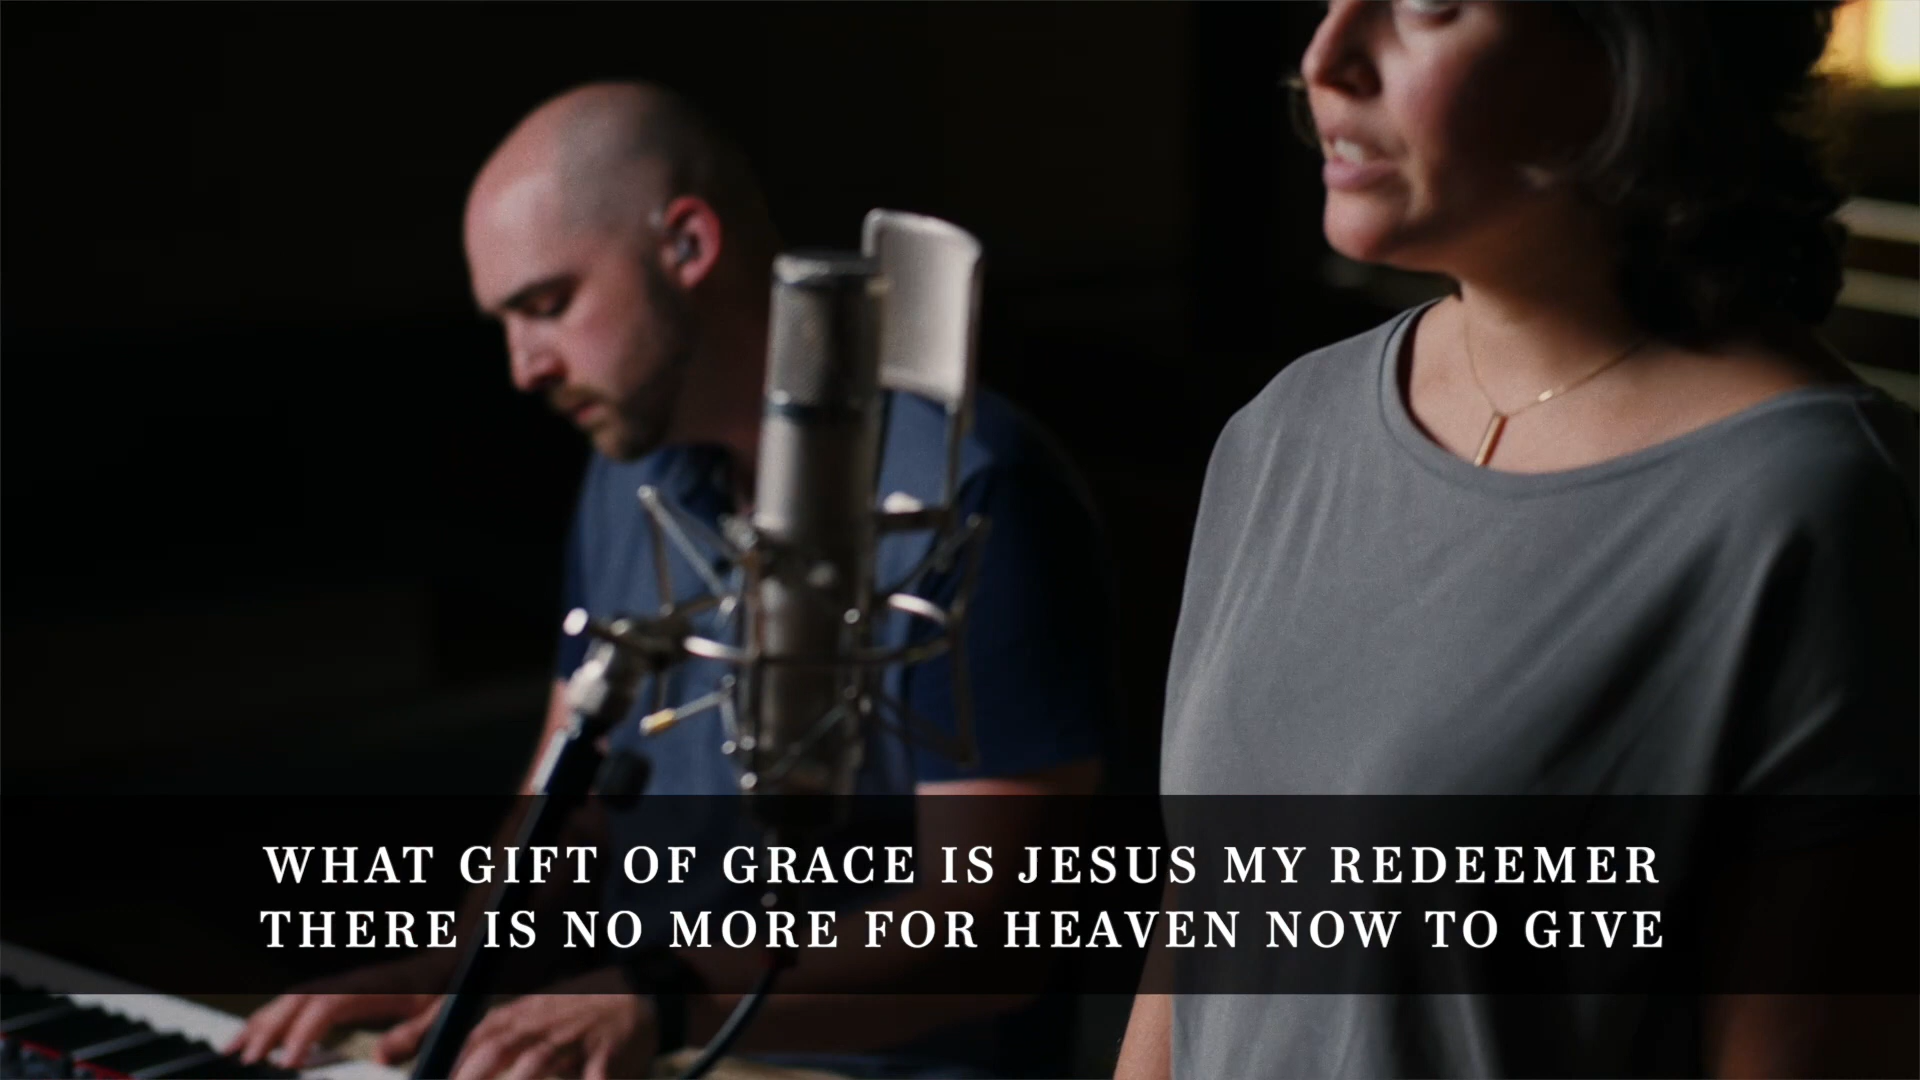 WHAT GIFT OF GRACE IS JESUS MY REDEEMER
THERE IS NO MORE FOR HEAVEN NOW TO GIVE